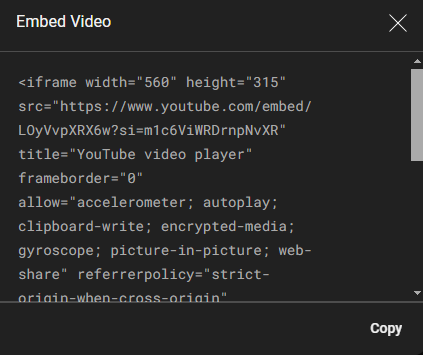 Embed Video
<iframe width="560" height="315"
src="https://www.youtube.com/embed/
LOyVvpXRX6w?si=m1c6ViWRDrnpNvXR"
title="YouTube video player"
frameborder="0"
allow="accelerometer; autoplay;
clipboard-write; encrypted-media;
gyroscope; picture-in-picture; web-
share" referrerpolicy="strict-
origin-when-cross-origin"
Copy